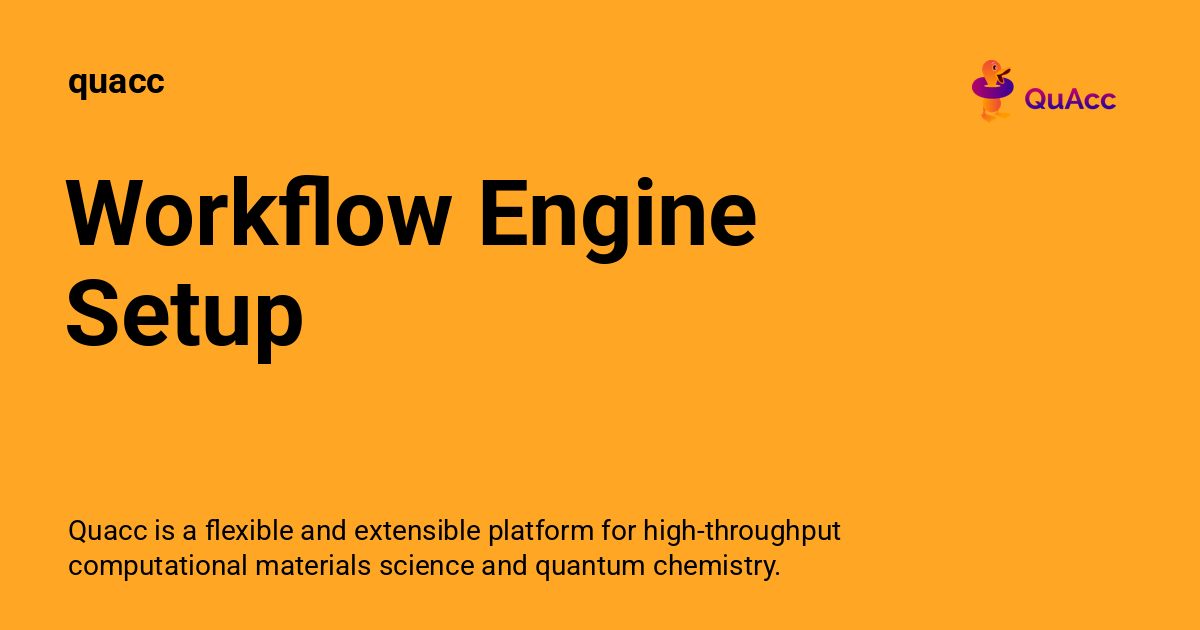 quacc
QuAcc
Workflow Engine
Setup
Quacc is a flexible and extensible platform for high-throughput
computational materials science and quantum chemistry.